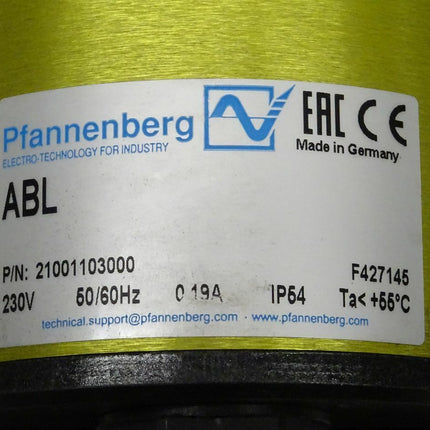 Pfannenberg
ELECTRO-TECHNOLOGY FOR INDUSTRY
EAC CE
Made in Germany
ABL
P/N: 21001103000 F427145
230V 50/60Hz 0.19A IP54 Ta< +55°C
technical.support@pfannenberg.com · www.pfannenberg.com